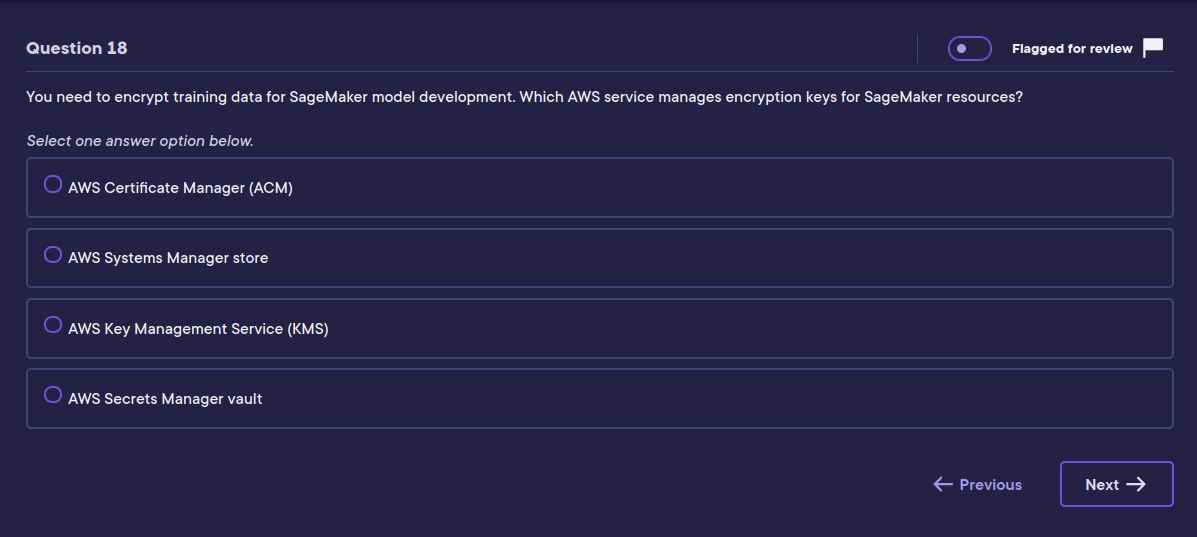 Question 18
Flagged for review
You need to encrypt training data for SageMaker model development. Which AWS service manages encryption keys for SageMaker resources?
Select one answer option below.
AWS Certificate Manager (ACM)
AWS Systems Manager store
AWS Key Management Service (KMS)
AWS Secrets Manager vault
Previous
Next